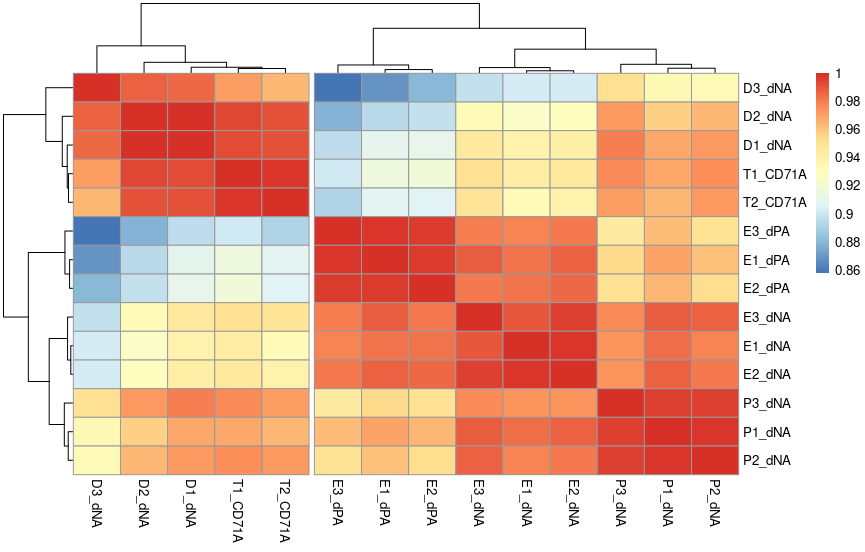 D3_dNA
D2_dNA
D1_dNA
T1_CD71A
T2_CD71A
E3_dPA
E1_dPA
E2_dPA
E3_dNA
E1_dNA
E2_dNA
P3_dNA
P1_dNA
P2_dNA
1
0.98
0.96
0.94
0.92
0.9
0.88
0.86
D3_dNA
D2_dNA
D1_dNA
T1_CD71A
T2_CD71A
E3_dPA
E1_dPA
E2_dPA
E3_dNA
E1_dNA
E2_dNA
P3_dNA
P1_dNA
P2_dNA